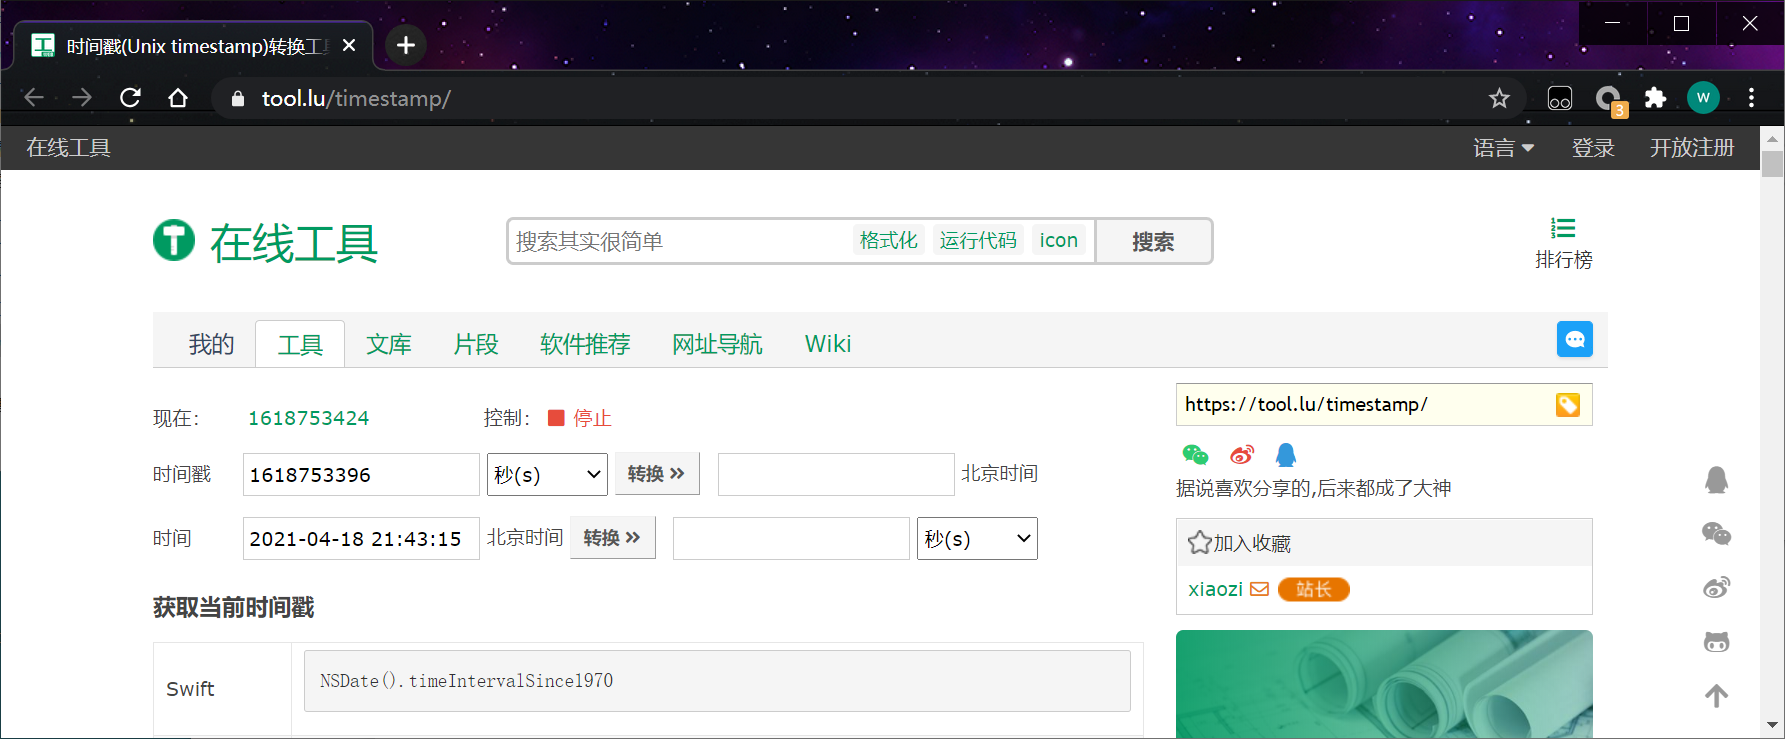 时间戳(Unix timestamp)转换工具
tool.lu/timestamp/
3
W
在线工具 语言 登录 开放注册
在线工具
搜索其实很简单 格式化 运行代码 icon 搜索
排行榜
我的 工具 文库 片段 软件推荐 网址导航 Wiki
现在： 1618753424 控制： 停止
时间戳 1618753396 秒(s) 转换 北京时间
时间 2021-04-18 21:43:15 北京时间 转换 秒(s)
获取当前时间戳
Swift NSDate().timeIntervalSince1970
https://tool.lu/timestamp/
据说喜欢分享的,后来都成了大神
加入收藏
xiaozi 站长